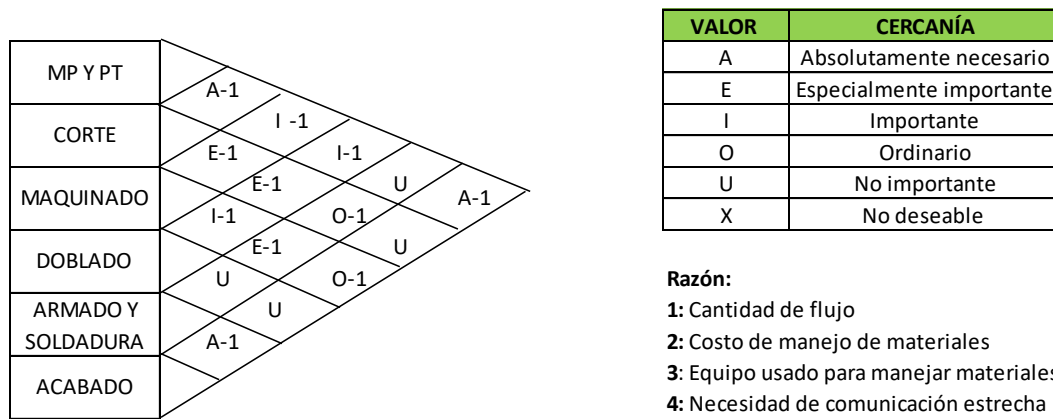 MP Y PT
CORTE
MAQUINADO
DOBLADO
ARMADO Y
SOLDADURA
ACABADO
A-1
I -1
E-1
I-1
E-1
U
A-1
I-1
O-1
E-1
U
U
O-1
U
A-1
VALOR CERCANÍA
A Absolutamente necesario
E Especialmente importante
I Importante
O Ordinario
U No importante
X No deseable
Razón:
1: Cantidad de flujo
2: Costo de manejo de materiales
3: Equipo usado para manejar materiales
4: Necesidad de comunicación estrecha